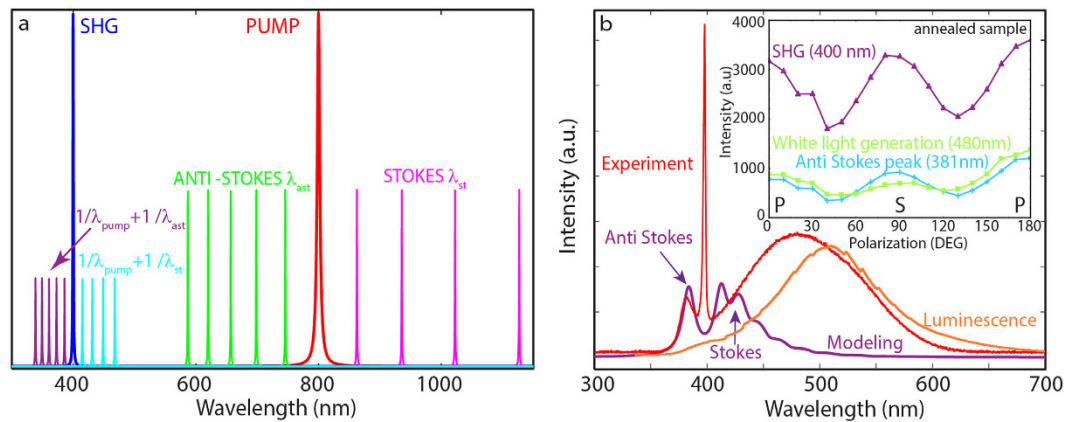 a
SHG
PUMP
ANTI -STOKES λast
STOKES λst
1/λpump+1 /λast
1/λpump+1 /λst
400
600
800
1000
Wavelength (nm)
b
annealed sample
4000
3000
2000
1000
0
Intensity (a.u)
SHG (400 nm)
White light generation (480nm)
Anti Stokes peak (381nm)
P
S
P
0
30
60
90
120
150
180
Polarization (DEG)
Intensity (a.u.)
Experiment
Anti Stokes
Stokes
Luminescence
Modeling
300
400
500
600
700
Wavelength (nm)